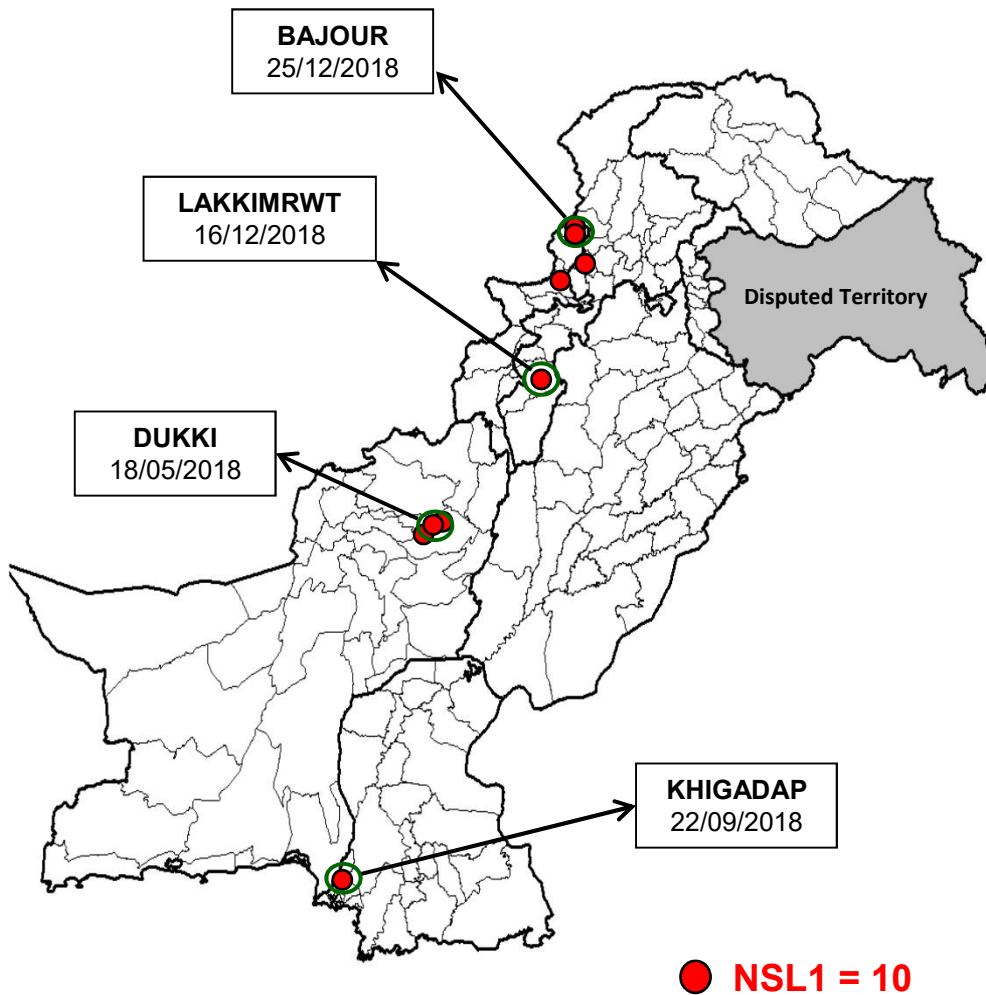 BAJOUR
25/12/2018
LAKKIMRWT
16/12/2018
Disputed Territory
DUKKI
18/05/2018
KHIGADAP
22/09/2018
NSL1 = 10